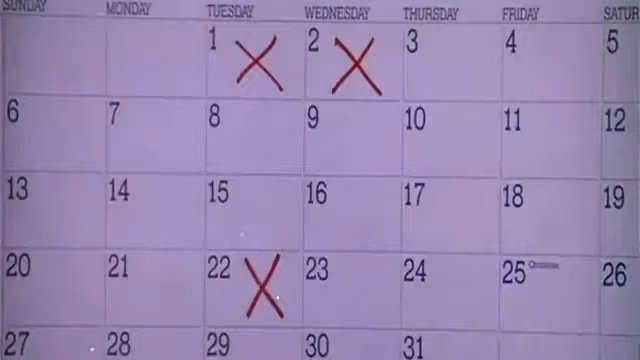 SUNDAY MONDAY TUESDAY WEDNESDAY THURSDAY FRIDAY SATUR
1 2 3 4 5
6 7 8 9 10 11 12
13 14 15 16 17 18 19
20 21 22 23 24 25 26
27 28 29 30 31